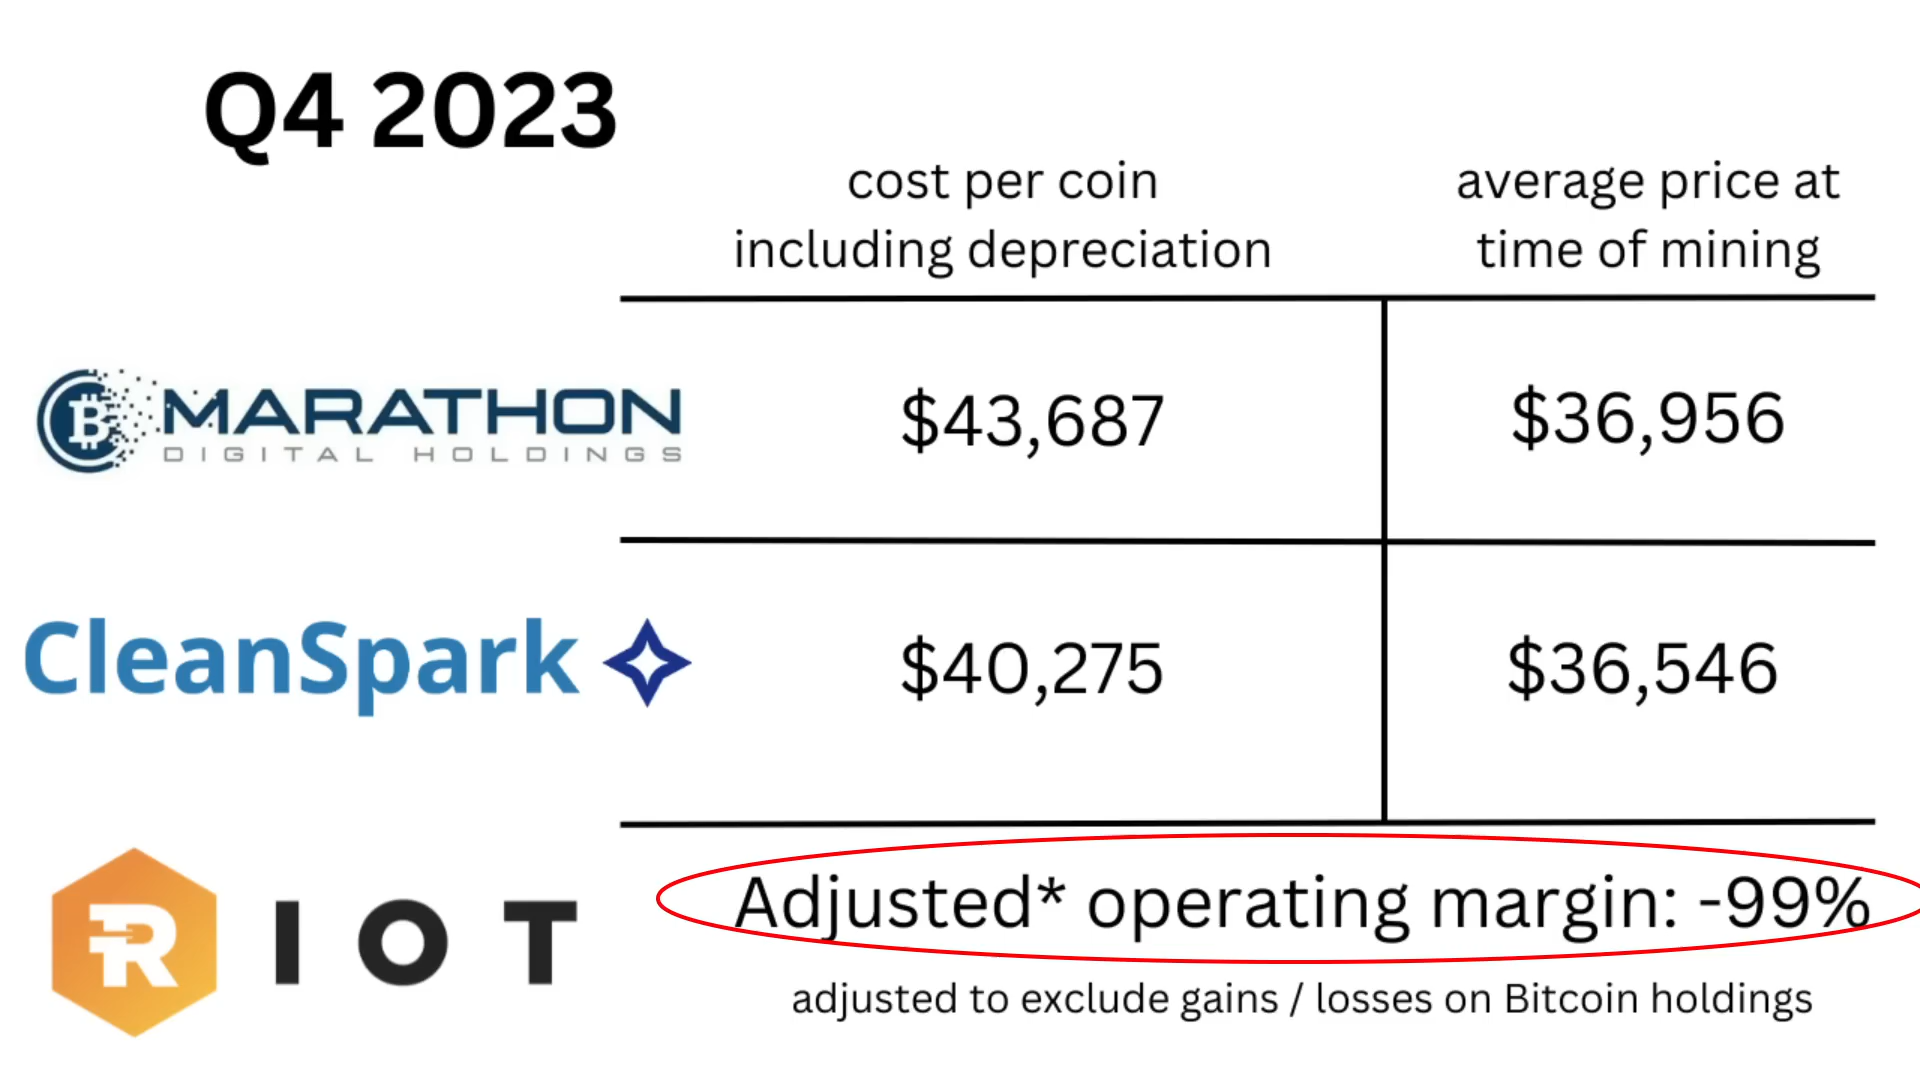 Q4 2023
cost per coin
including depreciation
average price at
time of mining
MARATHON
DIGITAL HOLDINGS
$43,687
$36,956
CleanSpark
$40,275
$36,546
RIOT
Adjusted* operating margin: -99%
adjusted to exclude gains / losses on Bitcoin holdings